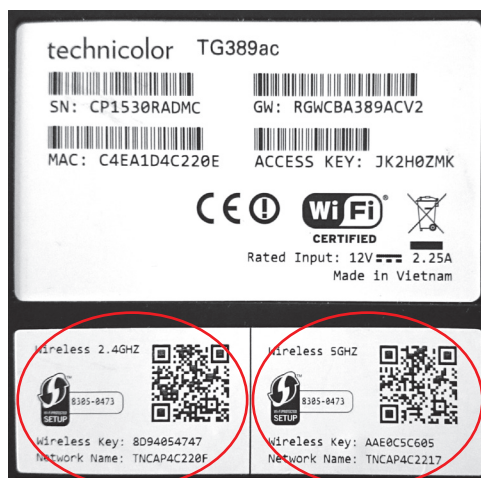 technicolor TG389ac
SN: CP1530RADMC
GW: RGWCBA389ACV2
MAC: C4EA1D4C220E
ACCESS KEY: JK2H0ZMK
CE Wi Fi
CERTIFIED
Rated Input: 12V 2.25A
Made in Vietnam
Wireless 2.4GHZ
8305-0473
SETUP
Wireless Key: 8D94054747
Network Name: TNCAP4C220F
Wireless 5GHZ
8305-0473
SETUP
Wireless Key: AAE0C5C605
Network Name: TNCAP4C2217